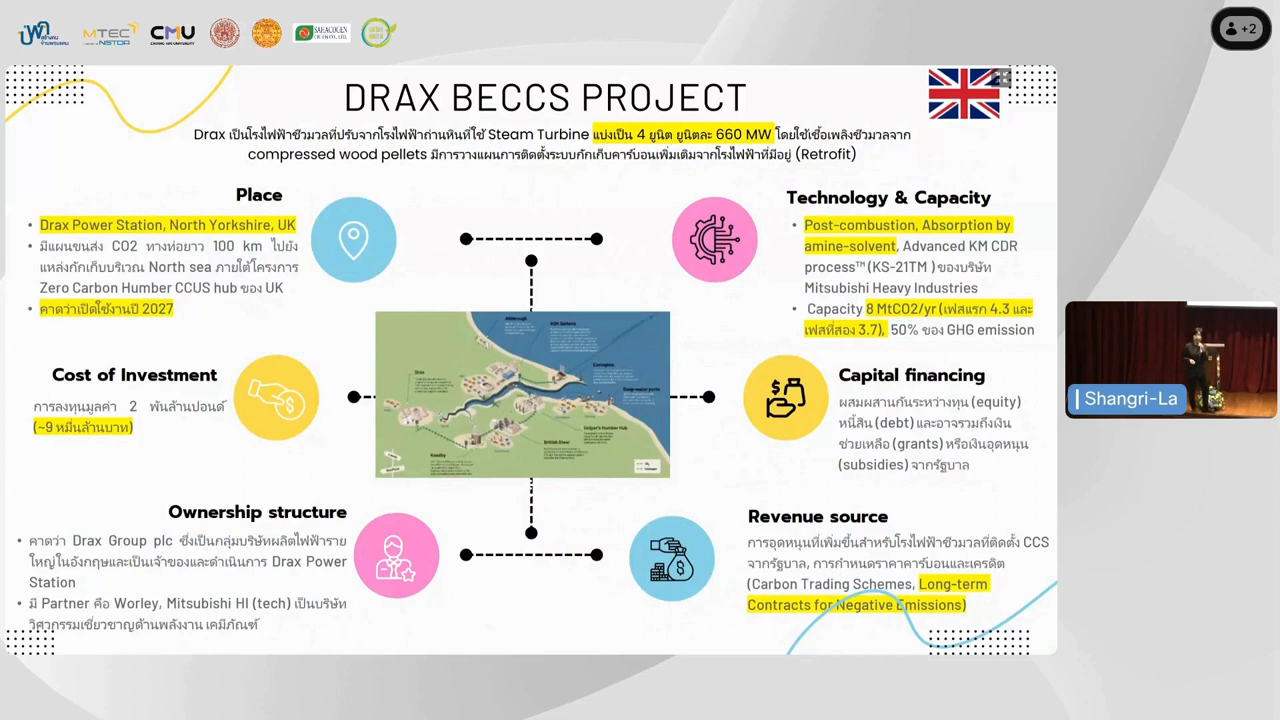 MTEC
NSTDA
CMU
SAHACOGEN
+2
DRAX BECCS PROJECT
Drax เป็นโรงไฟฟ้าชีวมวลที่ปรับจากโรงไฟฟ้าถ่านหินที่ใช้ Steam Turbine แบ่งเป็น 4 ยูนิต ยูนิตละ 660 MW โดยใช้เชื้อเพลิงชีวมวลจาก
compressed wood pellets มีการวางแผนการติดตั้งระบบกักเก็บคาร์บอนเพิ่มเติมจากโรงไฟฟ้าที่มีอยู่ (Retrofit)
Place
• Drax Power Station, North Yorkshire, UK
• มีแผนขนส่ง CO2 ทางท่อยาว 100 km ไปยัง
แหล่งกักเก็บบริเวณ North sea ภายใต้โครงการ
Zero Carbon Humber CCUS hub ของ UK
• คาดว่าเปิดใช้งานปี 2027
Technology & Capacity
• Post-combustion, Absorption by
amine-solvent, Advanced KM CDR
process™ (KS-21TM ) ของบริษัท
Mitsubishi Heavy Industries
• Capacity 8 MtCO2/yr (เฟสแรก 4.3 และ
เฟสที่สอง 3.7), 50% ของ GHG emission
Cost of Investment
การลงทุนมูลค่า 2 พันล้านปอนด์
(~9 หมื่นล้านบาท)
Capital financing
ผสมผสานกันระหว่างทุน (equity)
หนี้สิน (debt) และอาจรวมถึงเงิน
ช่วยเหลือ (grants) หรือเงินอุดหนุน
(subsidies) จากรัฐบาล
Drax
Easington
British Steel
Keadby
Shangri-La
Ownership structure
• คาดว่า Drax Group plc ซึ่งเป็นกลุ่มบริษัทผลิตไฟฟ้าราย
ใหญ่ในอังกฤษและเป็นเจ้าของและดำเนินการ Drax Power
Station
• มี Partner คือ Worley, Mitsubishi HI (tech) เป็นบริษัท
วิศวกรรมเชี่ยวชาญด้านพลังงาน เคมีภัณฑ์
Revenue source
การอุดหนุนที่เพิ่มขึ้นสำหรับโรงไฟฟ้าชีวมวลที่ติดตั้ง CCS
จากรัฐบาล, การกำหนดราคาคาร์บอนและเครดิต
(Carbon Trading Schemes, Long-term
Contracts for Negative Emissions)